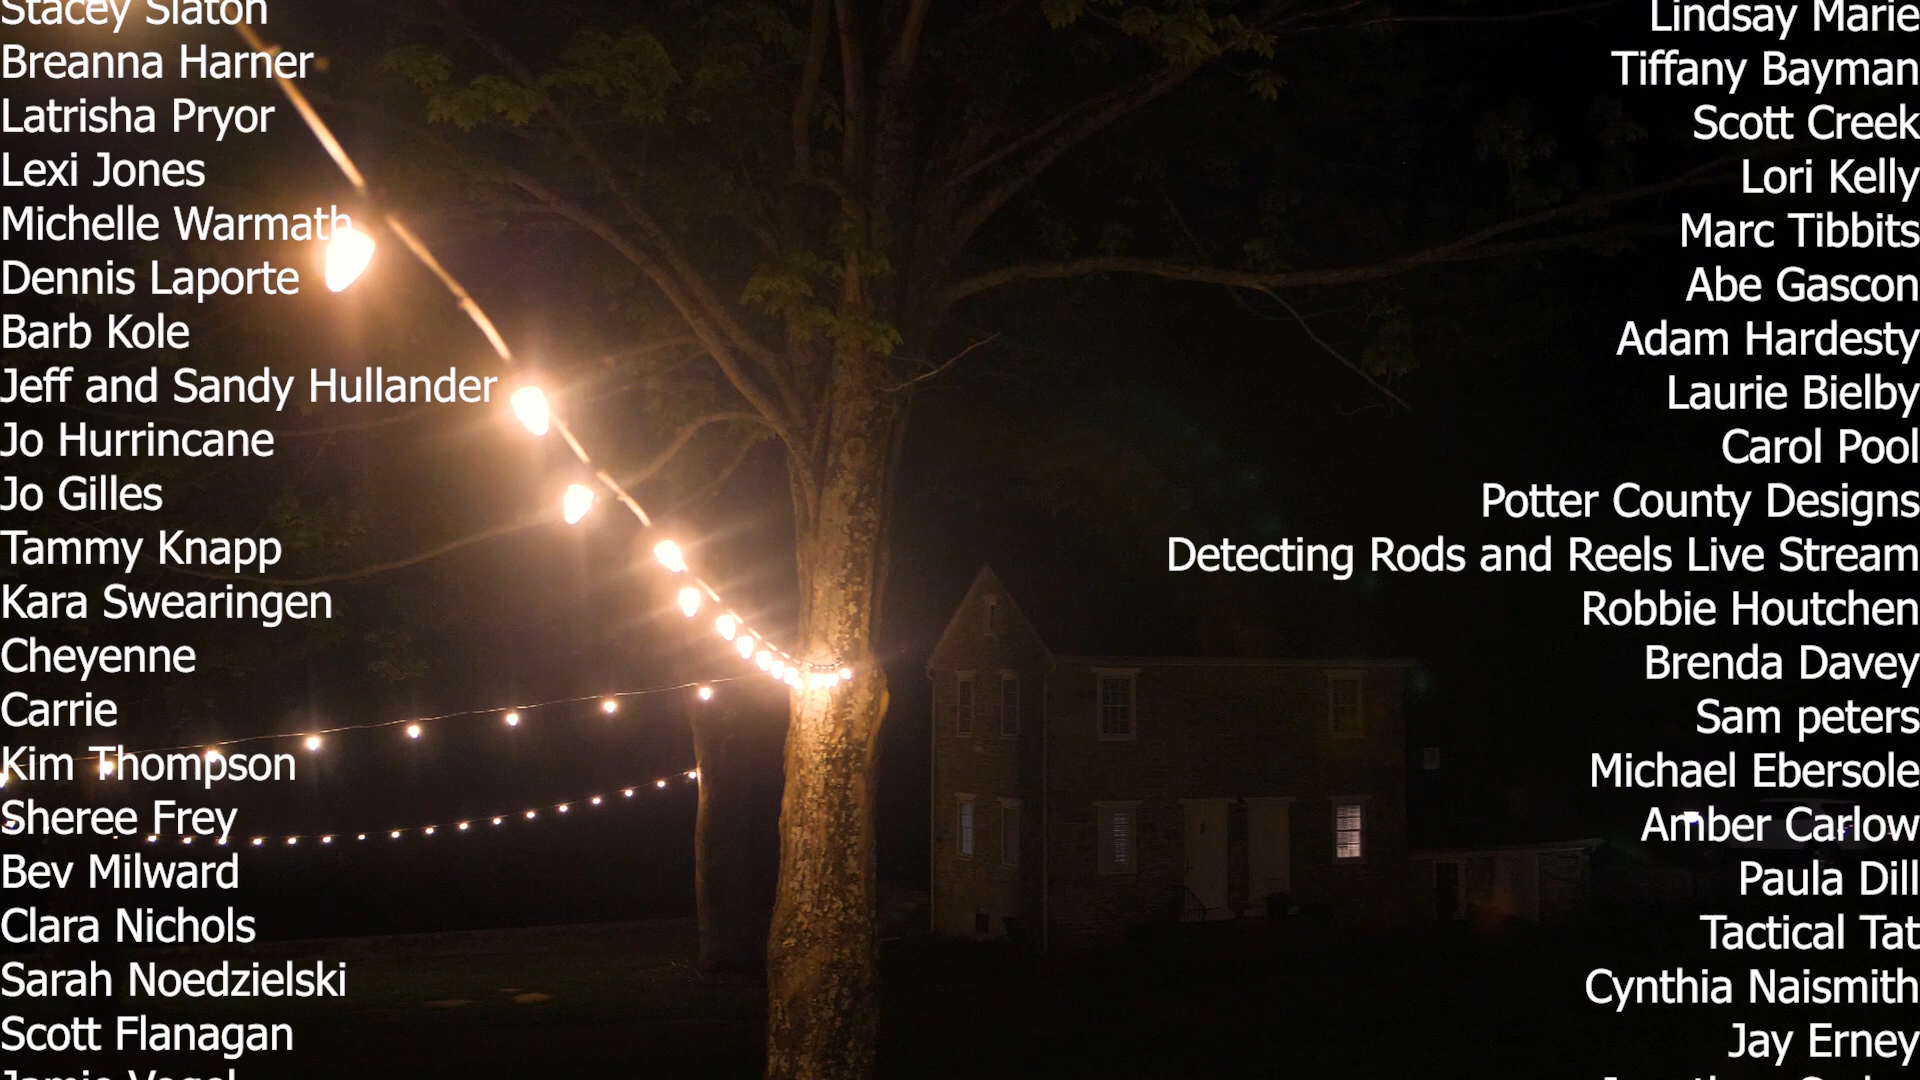 Stacey Slaton
Breanna Harner
Latrisha Pryor
Lexi Jones
Michelle Warmath
Dennis Laporte
Barb Kole
Jeff and Sandy Hullander
Jo Hurrincane
Jo Gilles
Tammy Knapp
Kara Swearingen
Cheyenne
Carrie
Kim Thompson
Sheree Frey
Bev Milward
Clara Nichols
Sarah Noedzielski
Scott Flanagan
Jamie Vogel
Lindsay Marie
Tiffany Bayman
Scott Creek
Lori Kelly
Marc Tibbits
Abe Gascon
Adam Hardesty
Laurie Bielby
Carol Pool
Potter County Designs
Detecting Rods and Reels Live Stream
Robbie Houtchen
Brenda Davey
Sam peters
Michael Ebersole
Amber Carlow
Paula Dill
Tactical Tat
Cynthia Naismith
Jay Erney